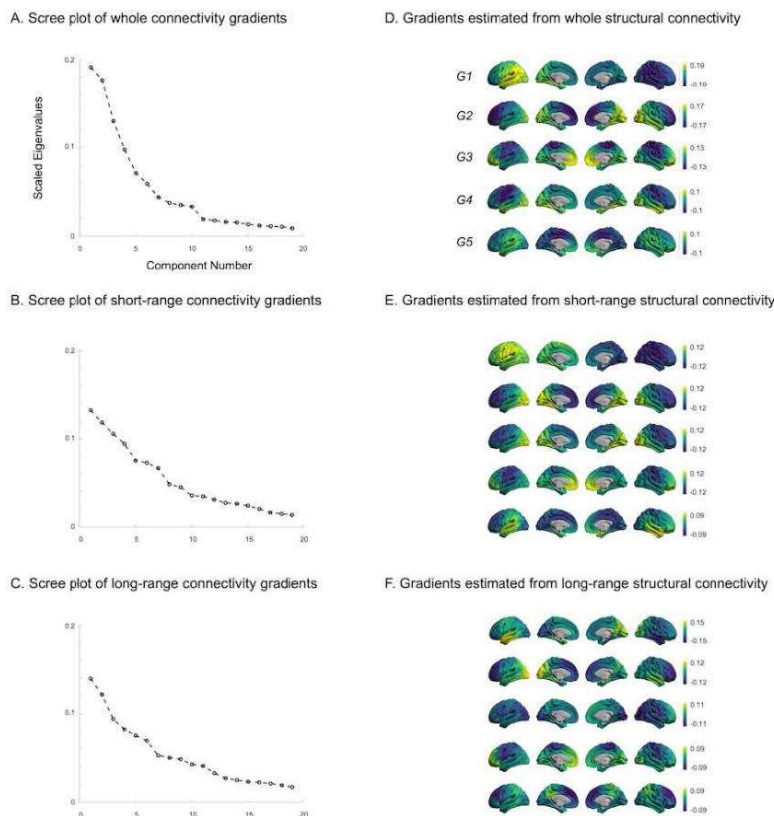 A. Scree plot of whole connectivity gradients
0.2
0.1
0
Scaled Eigenvalues
0 5 10 15 20
Component Number
D. Gradients estimated from whole structural connectivity
G1
0.19
-0.19
G2
0.17
-0.17
G3
0.13
-0.13
G4
0.1
-0.1
G5
0.1
-0.1
B. Scree plot of short-range connectivity gradients
0.2
0.1
0
0 5 10 15 20
E. Gradients estimated from short-range structural connectivity
0.12
-0.12
0.12
-0.12
0.12
-0.12
0.12
-0.12
0.09
-0.09
C. Scree plot of long-range connectivity gradients
0.2
0.1
0
0 5 10 15 20
F. Gradients estimated from long-range structural connectivity
0.15
-0.15
0.12
-0.12
0.11
-0.11
0.09
-0.09
0.09
-0.09